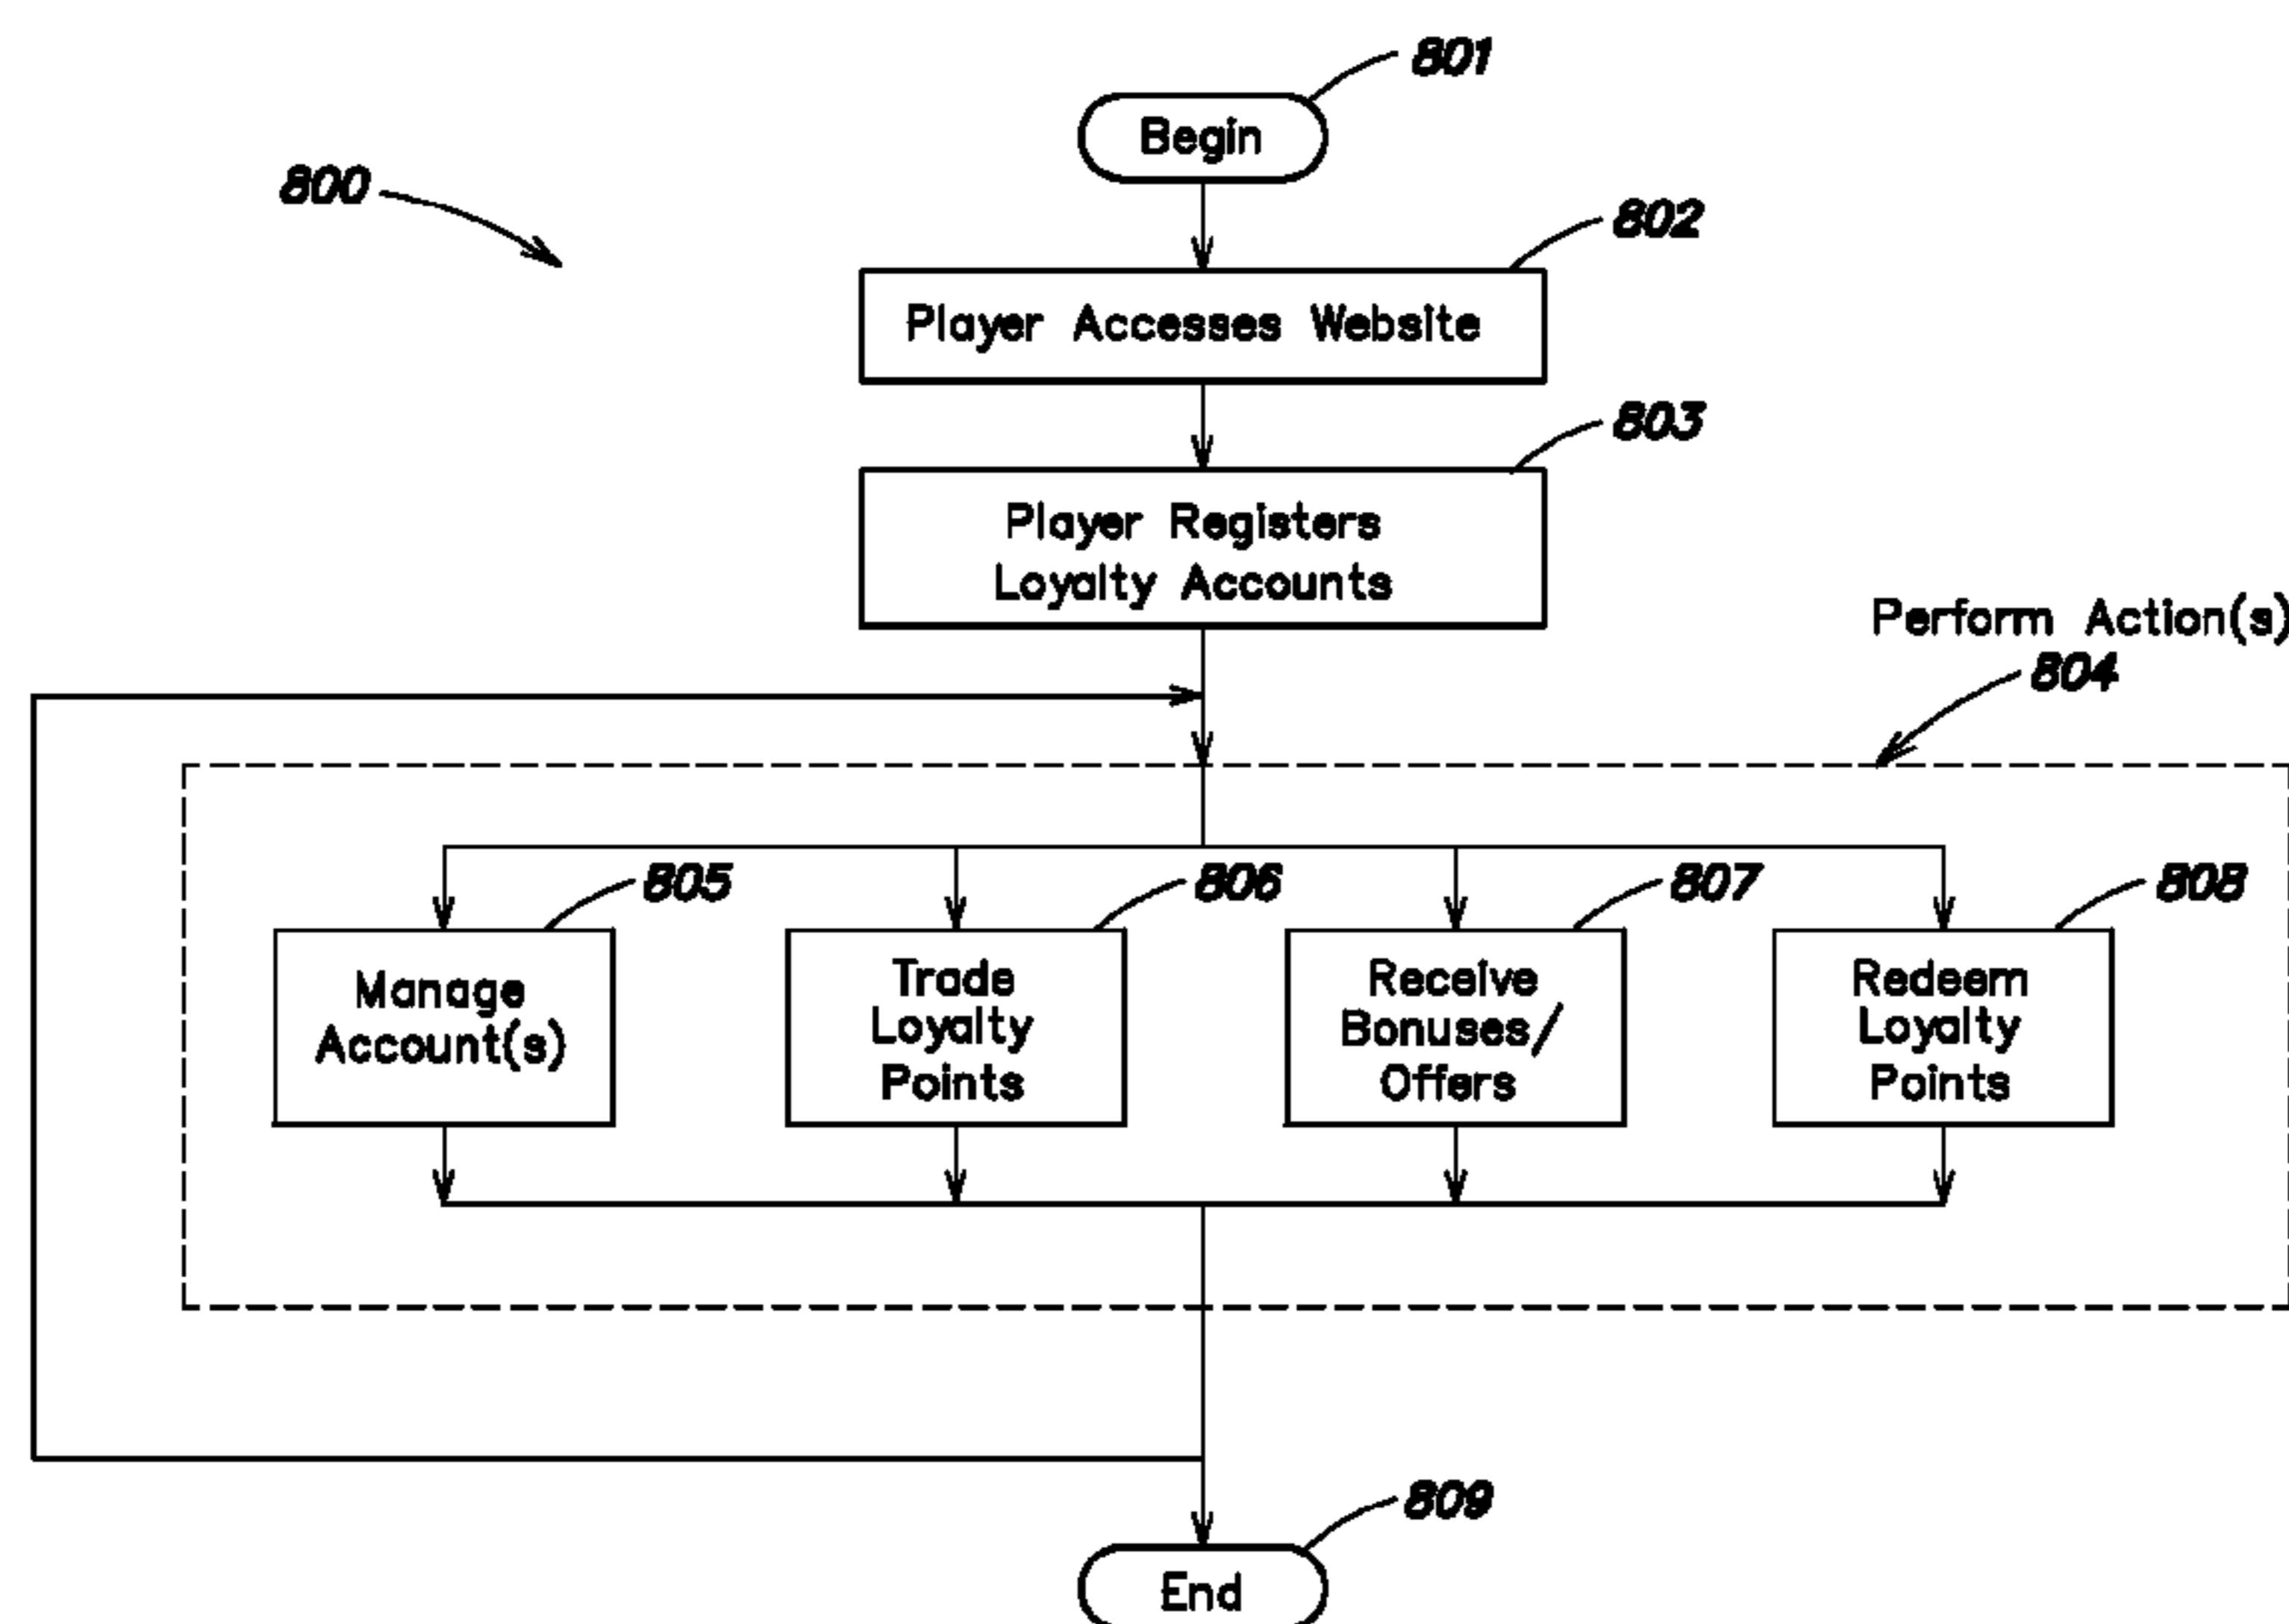 801
Begin
800
802
Player Accesses Website
803
Player Registers
Loyalty Accounts
Perform Action(s)
804
805
806
807
808
Manage
Account(s)
Trade
Loyalty
Points
Receive
Bonuses/
Offers
Redeem
Loyalty
Points
809
End